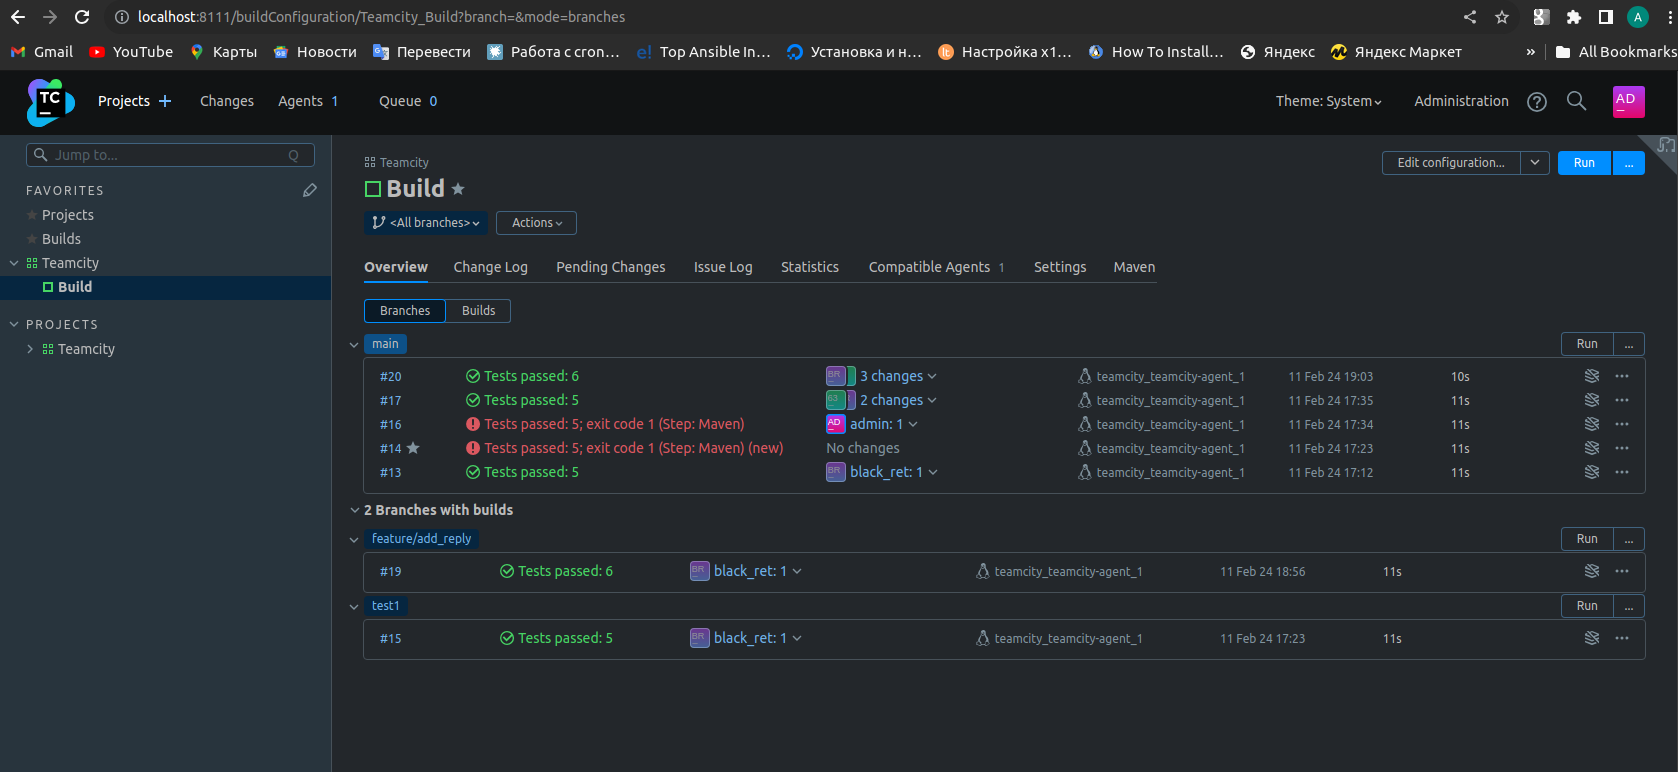 localhost:8111/buildConfiguration/Teamcity_Build?branch=&mode=branches
A
Gmail YouTube Карты Новости Перевести Работа с cron… Top Ansible In… Установка и н… Настройка x1… How To Install… Яндекс Яндекс Маркет » All Bookmarks
TC Projects + Changes Agents 1 Queue 0 Theme: System Administration ? AD
Jump to... Q
FAVORITES
Projects
Builds
Teamcity
Build
PROJECTS
Teamcity
Teamcity
Build
Edit configuration... Run ...
<All branches> Actions
Overview Change Log Pending Changes Issue Log Statistics Compatible Agents 1 Settings Maven
Branches Builds
main Run ...
#20 Tests passed: 6 BR 3 changes teamcity_teamcity-agent_1 11 Feb 24 19:03 10s
#17 Tests passed: 5 63 2 changes teamcity_teamcity-agent_1 11 Feb 24 17:35 11s
#16 Tests passed: 5; exit code 1 (Step: Maven) AD admin: 1 teamcity_teamcity-agent_1 11 Feb 24 17:34 11s
#14 Tests passed: 5; exit code 1 (Step: Maven) (new) No changes teamcity_teamcity-agent_1 11 Feb 24 17:23 11s
#13 Tests passed: 5 BR black_ret: 1 teamcity_teamcity-agent_1 11 Feb 24 17:12 11s
2 Branches with builds
feature/add_reply Run ...
#19 Tests passed: 6 BR black_ret: 1 teamcity_teamcity-agent_1 11 Feb 24 18:56 11s
test1 Run ...
#15 Tests passed: 5 BR black_ret: 1 teamcity_teamcity-agent_1 11 Feb 24 17:23 11s